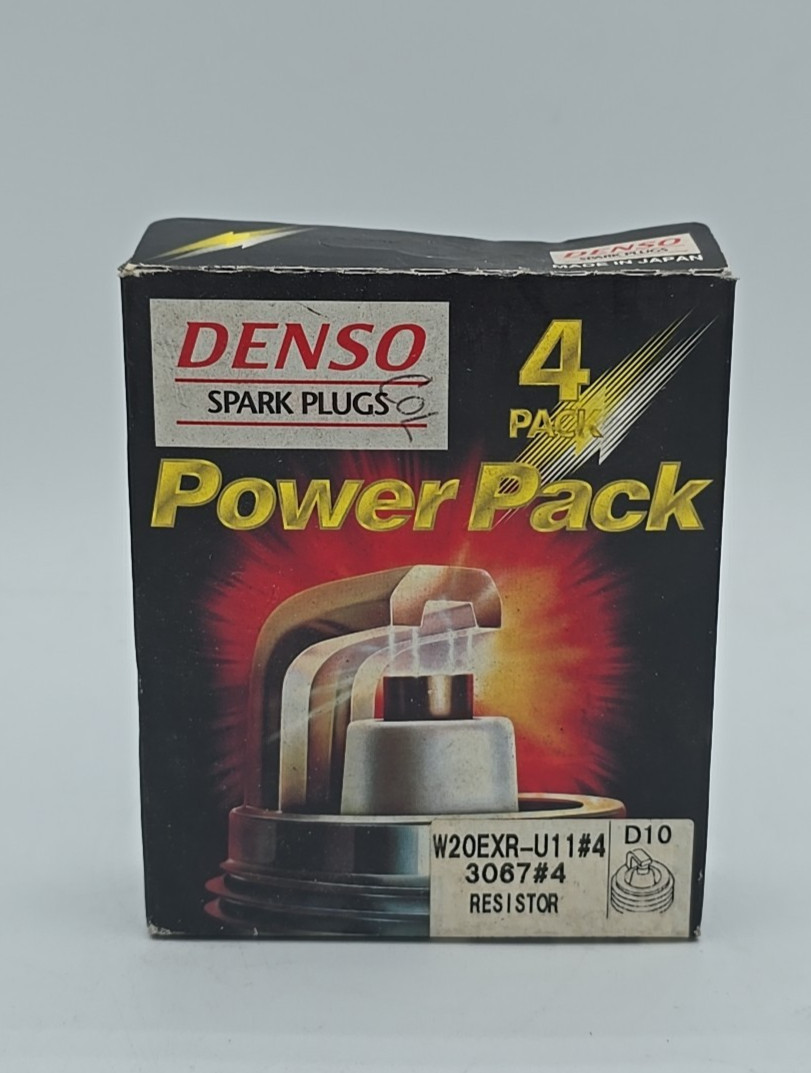 DENSO
SPARK PLUGS
MADE IN JAPAN
DENSO
SPARK PLUGS
4
PACK
Power Pack
W20EXR-U11#4
3067#4
RESISTOR
D10